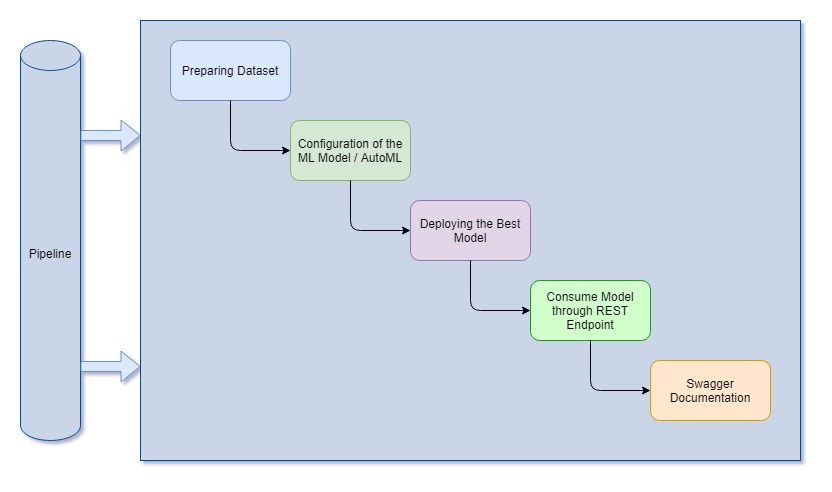 Preparing Dataset
Configuration of the
ML Model / AutoML
Deploying the Best
Model
Pipeline
Consume Model
through REST
Endpoint
Swagger
Documentation